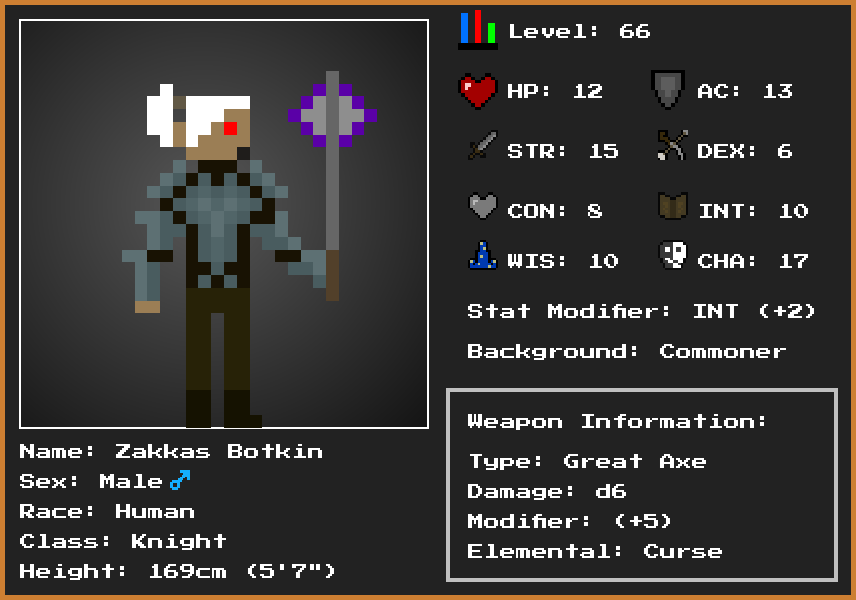 Level: 66
HP: 12
AC: 13
STR: 15
DEX: 6
CON: 8
INT: 10
WIS: 10
CHA: 17
Stat Modifier: INT (+2)
Background: Commoner
Weapon Information:
Type: Great Axe
Damage: d6
Modifier: (+5)
Elemental: Curse
Name: Zakkas Botkin
Sex: Male♂
Race: Human
Class: Knight
Height: 169cm (5'7")